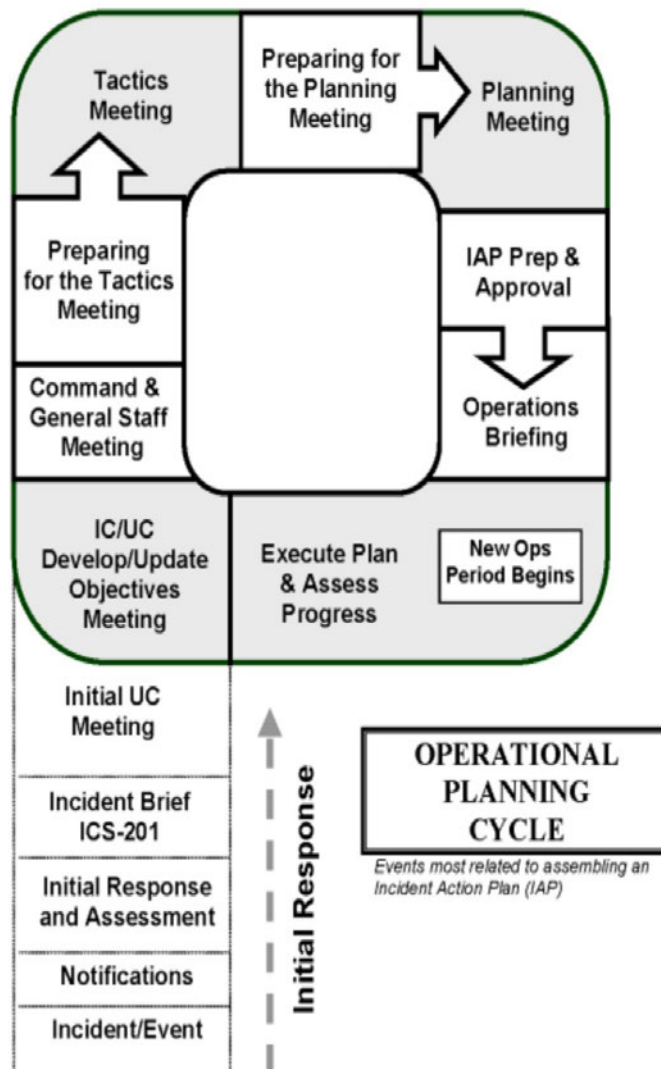 Tactics
Meeting
Preparing for
the Planning
Meeting
Planning
Meeting
Preparing
for the Tactics
Meeting
IAP Prep &
Approval
Command &
General Staff
Meeting
Operations
Briefing
IC/UC
Develop/Update
Objectives
Meeting
Execute Plan
& Assess
Progress
New Ops
Period Begins
Initial UC
Meeting
Incident Brief
ICS-201
Initial Response
and Assessment
Notifications
Incident/Event
Initial Response
OPERATIONAL
PLANNING
CYCLE
Events most related to assembling an
Incident Action Plan (IAP)